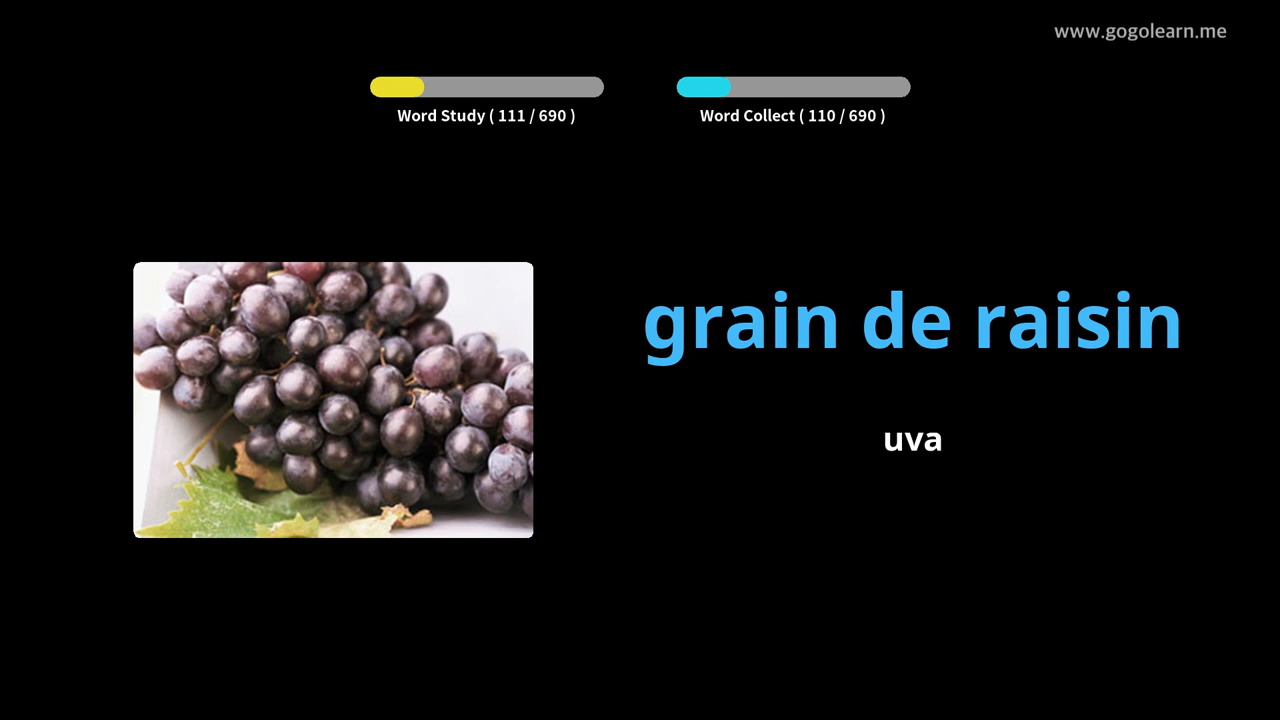 www.gogolearn.me
Word Study ( 111 / 690 )
Word Collect ( 110 / 690 )
grain de raisin
uva